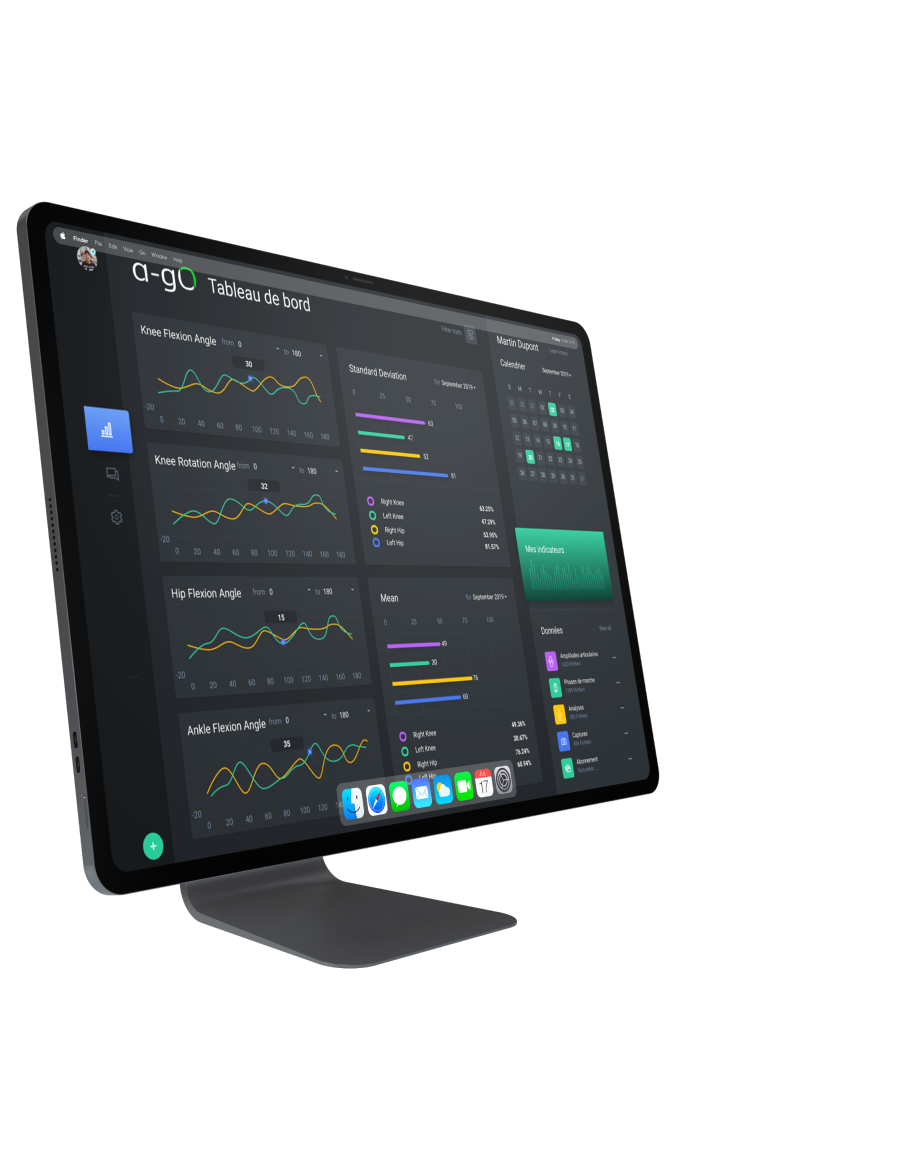 Finder File Edit View Go Window Help
a-go Tableau de bord
Filter stats
Martin Dupont
Knee Flexion Angle from 0 to 180
30
-20
0 20 40 60 80 100 120 140 160 180
Knee Rotation Angle from 0 to 180
32
-20
0 20 40 60 80 100 120 140 160 180
Hip Flexion Angle from 0 to 180
15
-20
0 20 40 60 80 100 120 140 160 180
Ankle Flexion Angle from 0 to 180
35
-20
0 20 40 60 80 100 120
Standard Deviation for September 2019
0 25 50 75 100
63
47
52
81
Right Knee 63.25%
Left Knee 47.29%
Right Hip 52.95%
Left Hip 81.57%
Mean for September 2019
0 25 50 75 100
49
30
76
60
Right Knee 49.36%
Left Knee 30.67%
Right Hip 76.24%
Left Hip 60.94%
Calendrier September 2019
S M T W T F S
Mes indicateurs
Données View all
Amplitudes articulaires
Phases de marche
Analyses
Captures
Abonnement
17